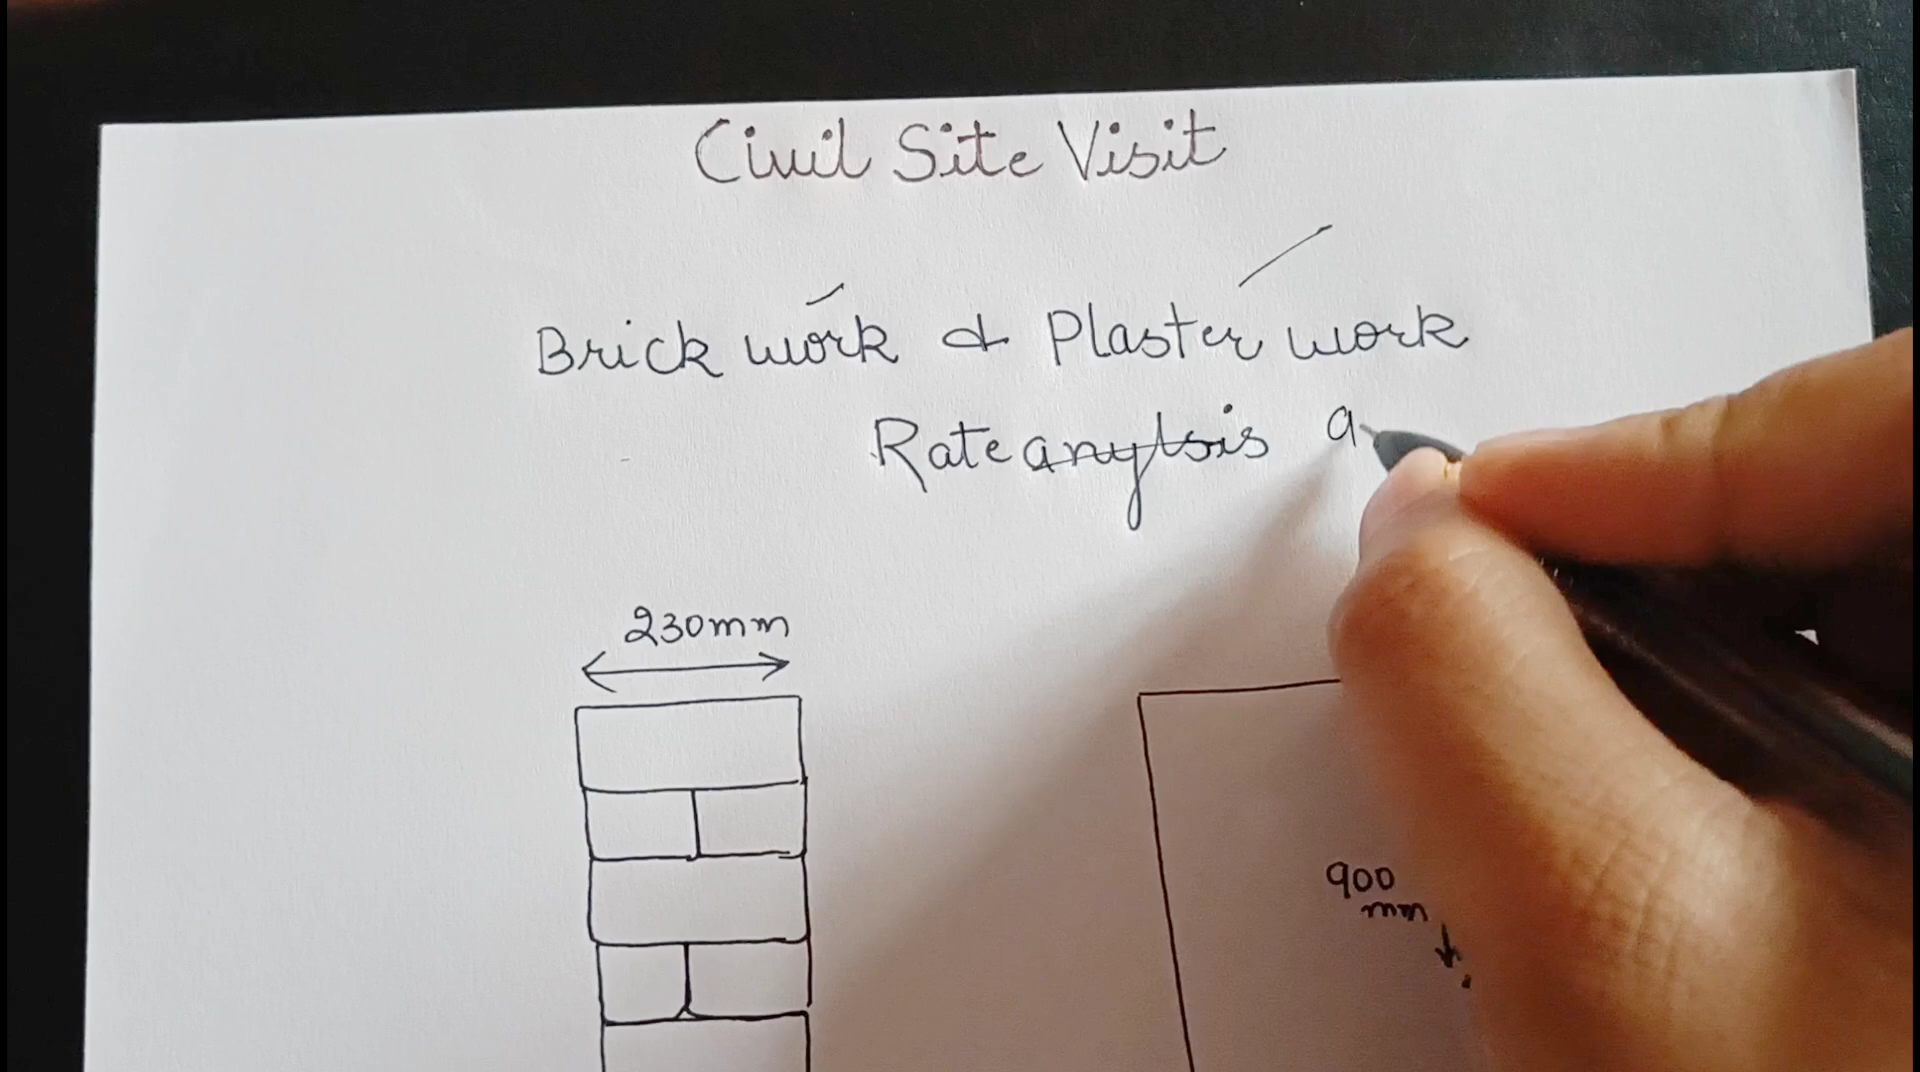 Civil Site Visit
Brick work & Plaster work
Rate anylsis a
230mm
900
mm